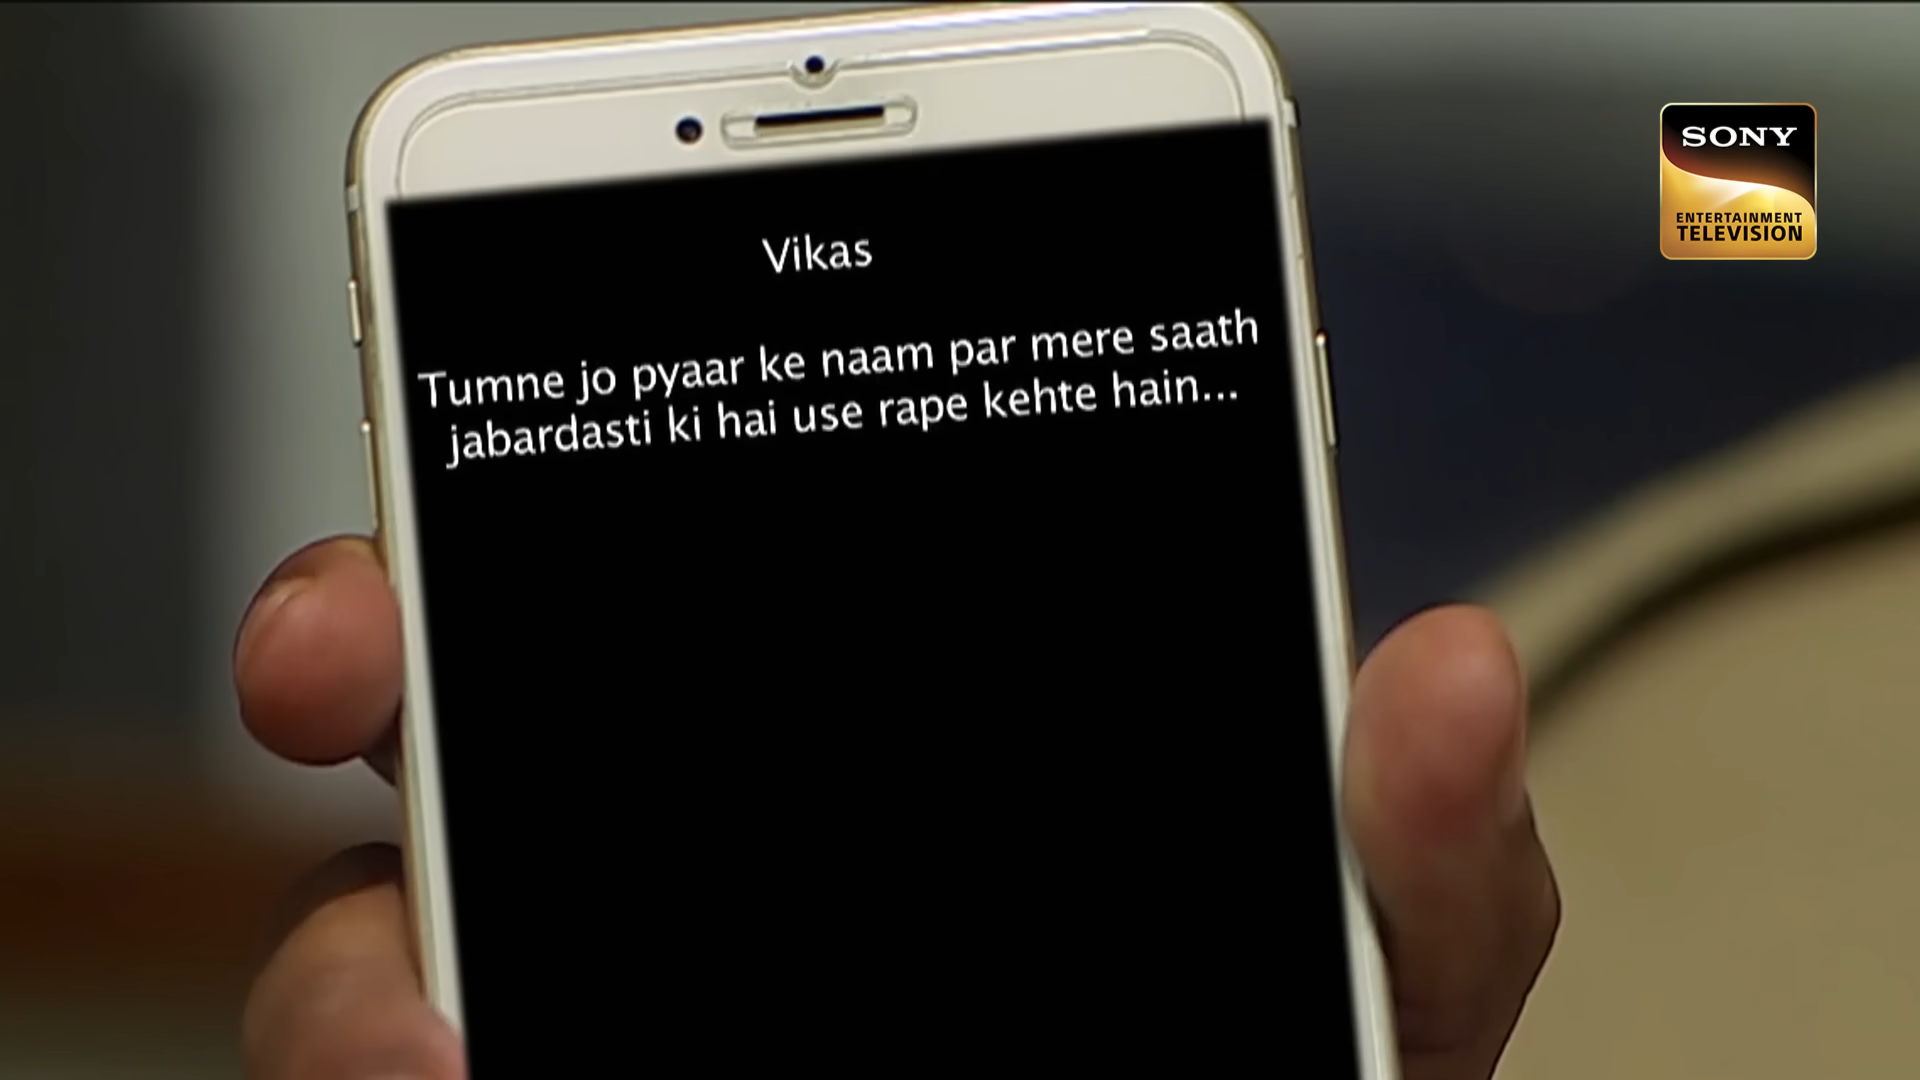 SONY
ENTERTAINMENT
TELEVISION
Vikas
Tumne jo pyaar ke naam par mere saath
jabardasti ki hai use rape kehte hain...